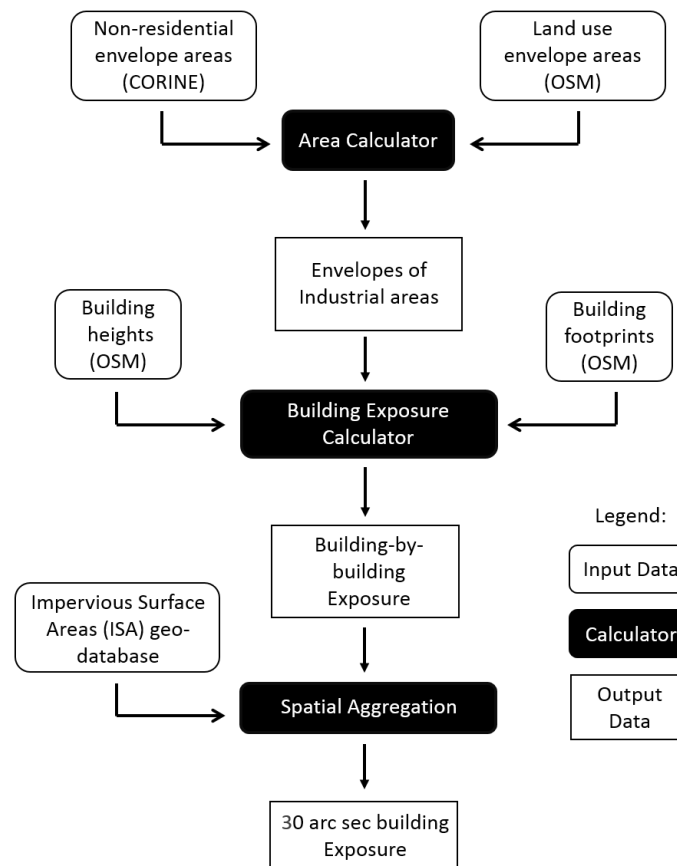 Non-residential
envelope areas
(CORINE)
Land use
envelope areas
(OSM)
Area Calculator
Envelopes of
Industrial areas
Building
heights
(OSM)
Building
footprints
(OSM)
Building Exposure
Calculator
Building-by-
building
Exposure
Impervious Surface
Areas (ISA) geo-
database
Spatial Aggregation
30 arc sec building
Exposure
Legend:
Input Data
Calculator
Output
Data